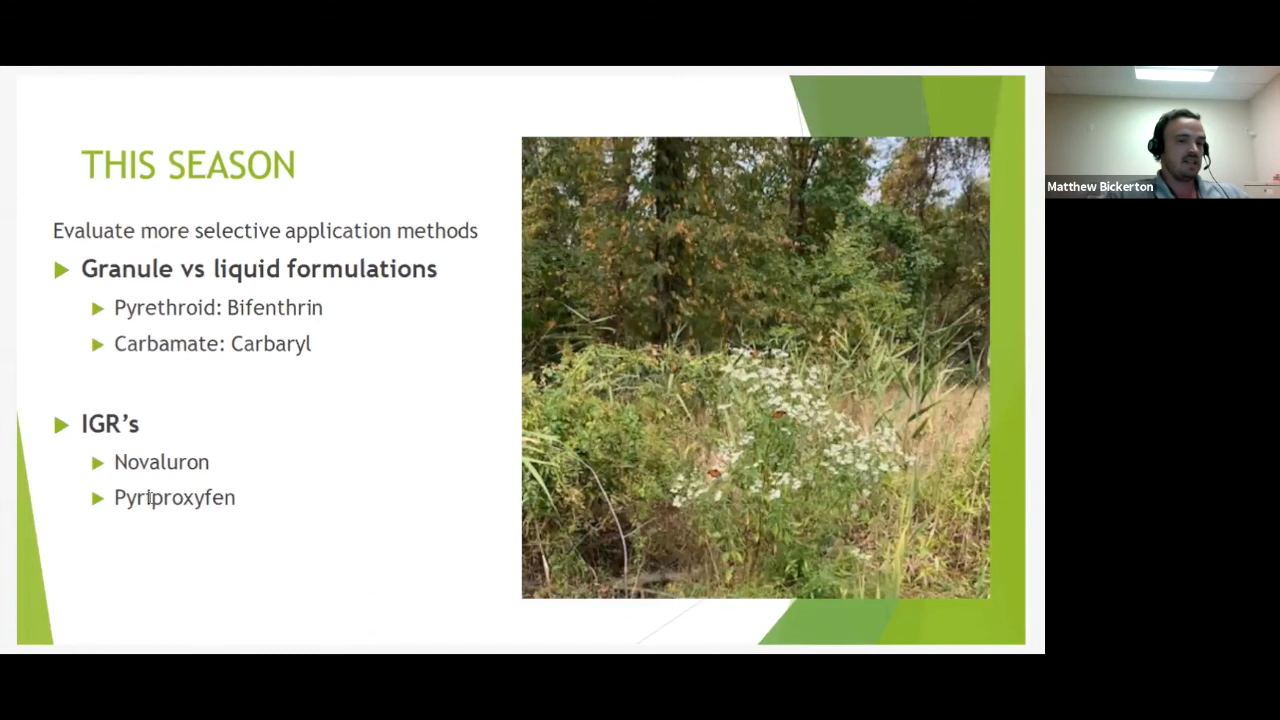 THIS SEASON
Evaluate more selective application methods
Granule vs liquid formulations
Pyrethroid: Bifenthrin
Carbamate: Carbaryl
IGR's
Novaluron
Pyriproxyfen
Matthew Bickerton